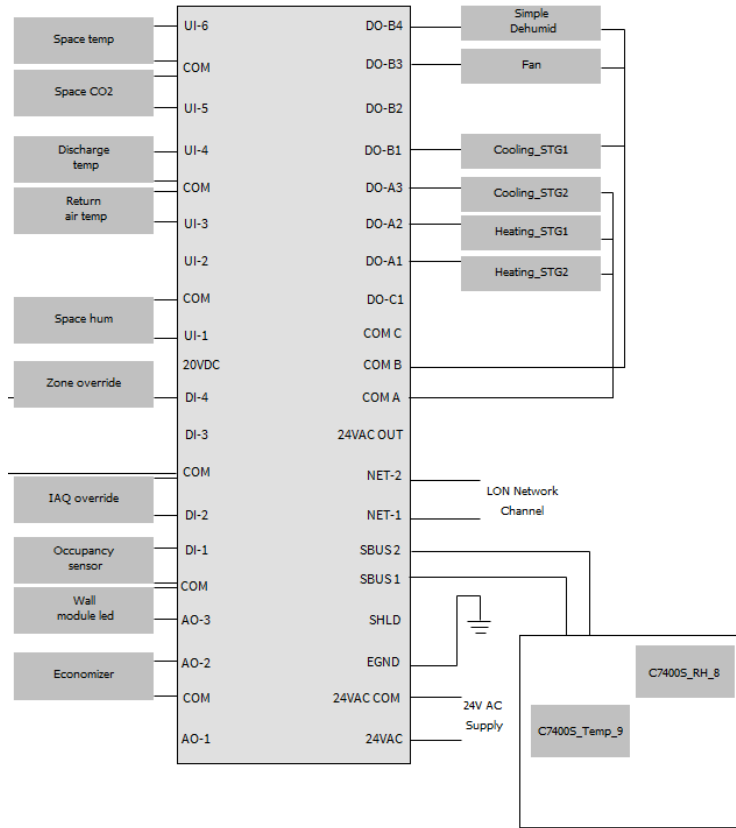 Space temp
Space CO2
Discharge
temp
Return
air temp
Space hum
Zone override
IAQ override
Occupancy
sensor
Wall
module led
Economizer
UI-6
COM
UI-5
UI-4
COM
UI-3
UI-2
COM
UI-1
20VDC
DI-4
DI-3
COM
DI-2
DI-1
COM
AO-3
AO-2
COM
AO-1
DO-B4
DO-B3
DO-B2
DO-B1
DO-A3
DO-A2
DO-A1
DO-C1
COM C
COM B
COM A
24VAC OUT
NET-2
NET-1
SBUS 2
SBUS 1
SHLD
EGND
24VAC COM
24VAC
Simple
Dehumid
Fan
Cooling_STG1
Cooling_STG2
Heating_STG1
Heating_STG2
LON Network
Channel
24V AC
Supply
C7400S_RH_8
C7400S_Temp_9